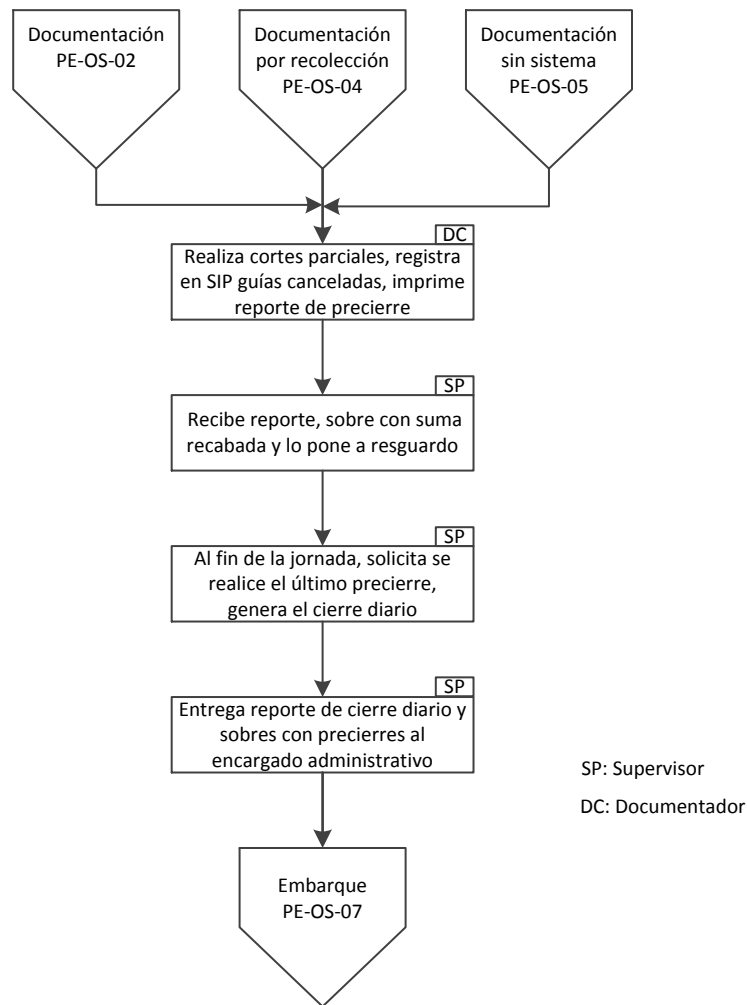 Documentación
PE-OS-02
Documentación
por recolección
PE-OS-04
Documentación
sin sistema
PE-OS-05
DC
Realiza cortes parciales, registra
en SIP guías canceladas, imprime
reporte de precierre
SP
Recibe reporte, sobre con suma
recabada y lo pone a resguardo
SP
Al fin de la jornada, solicita se
realice el último precierre,
genera el cierre diario
SP
Entrega reporte de cierre diario y
sobres con precierres al
encargado administrativo
SP: Supervisor
DC: Documentador
Embarque
PE-OS-07